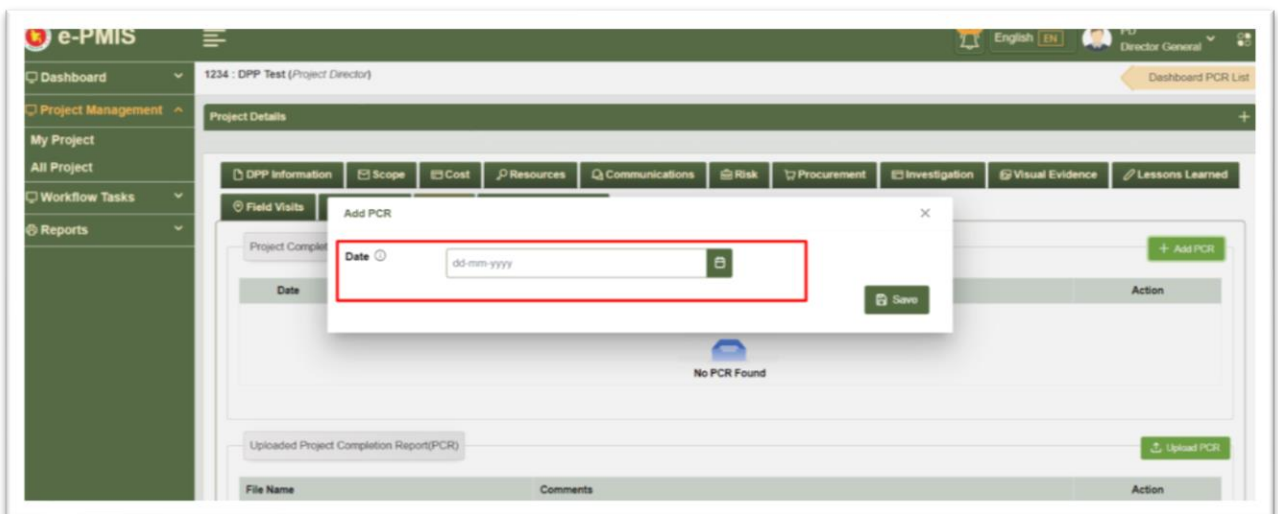 e-PMIS
English EN
PD
Director General
Dashboard
1234 : DPP Test (Project Director)
Dashboard PCR List
Project Management
Project Details
My Project
All Project
DPP Information Scope Cost Resources Communications Risk Procurement Investigation Visual Evidence Lessons Learned
Workflow Tasks
Field Visits
Add PCR
Reports
Project Complet
Date
dd-mm-yyyy
+ Add PCR
Date
Save
Action
No PCR Found
Uploaded Project Completion Report(PCR)
Upload PCR
File Name Comments Action